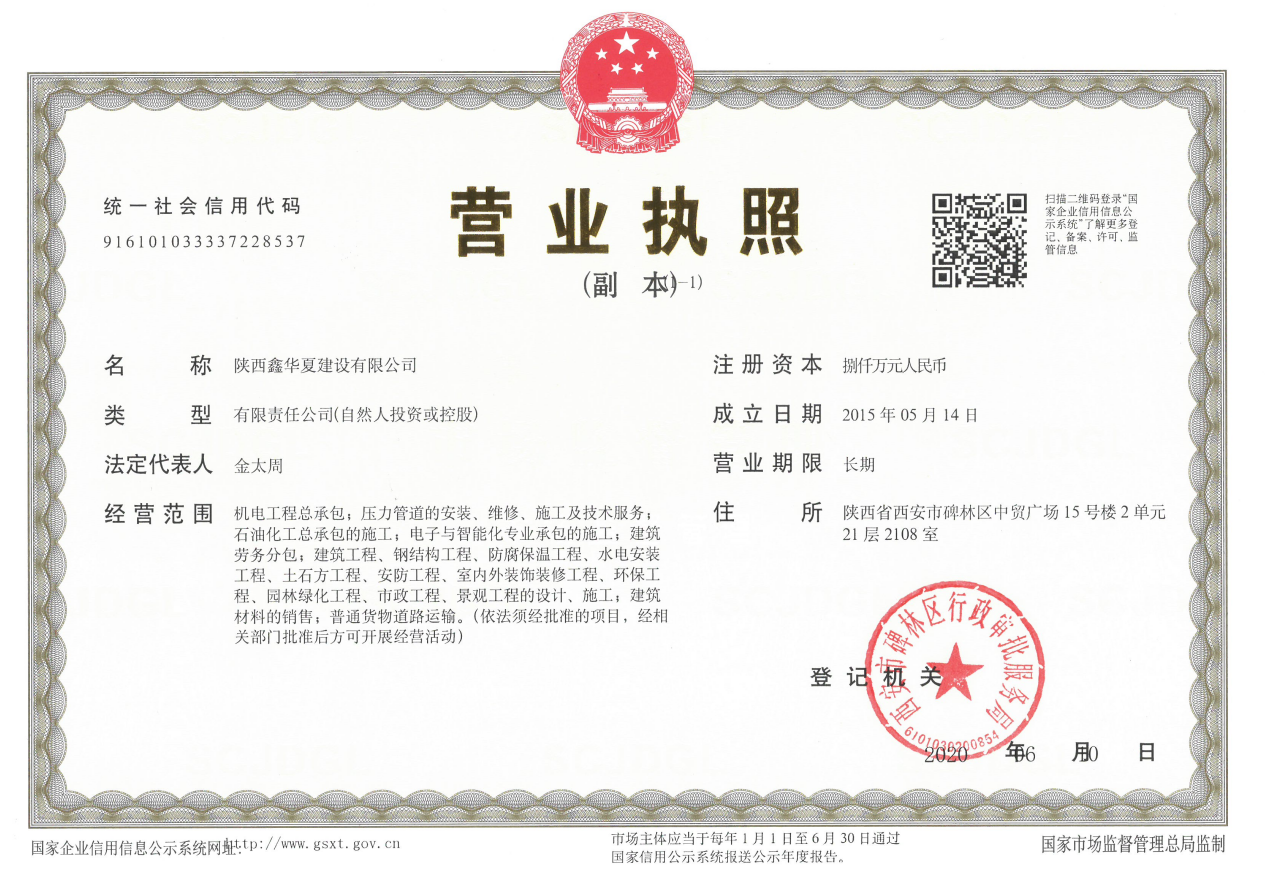 统一社会信用代码
916101033337228537
营业执照
(副 本)(1-1)
扫描二维码登录“国
家企业信用信息公
示系统”了解更多登
记、备案、许可、监
管信息
名 称 陕西鑫华夏建设有限公司
类 型 有限责任公司(自然人投资或控股)
法定代表人 金太周
经营范围 机电工程总承包；压力管道的安装、维修、施工及技术服务；
石油化工总承包的施工；电子与智能化专业承包的施工；建筑
劳务分包；建筑工程、钢结构工程、防腐保温工程、水电安装
工程、土石方工程、安防工程、室内外装饰装修工程、环保工
程、园林绿化工程、市政工程、景观工程的设计、施工；建筑
材料的销售；普通货物道路运输。(依法须经批准的项目，经相
关部门批准后方可开展经营活动)
注册资本 捌仟万元人民币
成立日期 2015 年 05 月 14 日
营业期限 长期
住 所 陕西省西安市碑林区中贸广场 15 号楼 2 单元
21 层 2108 室
登记机关
西安市碑林区行政审批服务局
6101036200854
2020 年 06 月 日
国家企业信用信息公示系统网址: http://www.gsxt.gov.cn
市场主体应当于每年 1 月 1 日至 6 月 30 日通过
国家信用公示系统报送公示年度报告。
国家市场监督管理总局监制